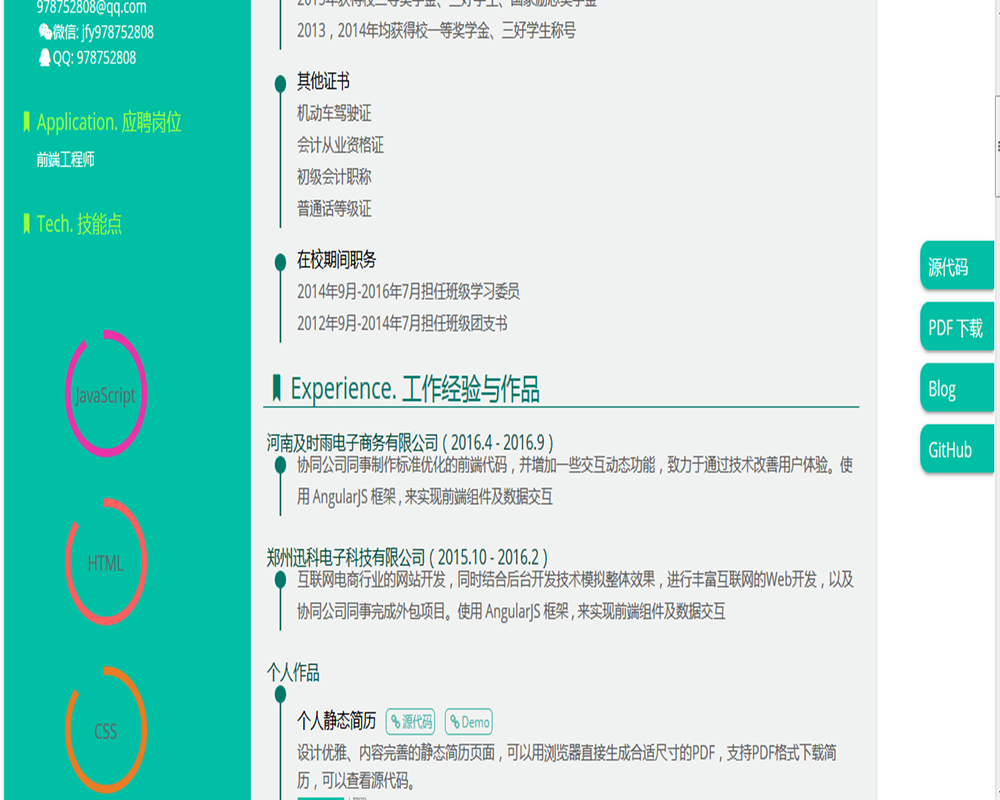 978752808@qq.com
微信: jfy978752808
QQ: 978752808
Application. 应聘岗位
前端工程师
Tech. 技能点
JavaScript
HTML
CSS
2013，2014年均获得校一等奖学金、三好学生称号
其他证书
机动车驾驶证
会计从业资格证
初级会计职称
普通话等级证
在校期间职务
2014年9月-2016年7月担任班级学习委员
2012年9月-2014年7月担任班级团支书
Experience. 工作经验与作品
河南及时雨电子商务有限公司 ( 2016.4 - 2016.9 )
协同公司同事制作标准优化的前端代码，并增加一些交互动态功能，致力于通过技术改善用户体验。使
用 AngularJS 框架 , 来实现前端组件及数据交互
郑州迅科电子科技有限公司 ( 2015.10 - 2016.2 )
互联网电商行业的网站开发，同时结合后台开发技术模拟整体效果，进行丰富互联网的Web开发，以及
协同公司同事完成外包项目。使用 AngularJS 框架 , 来实现前端组件及数据交互
个人作品
个人静态简历 源代码 Demo
设计优雅、内容完善的静态简历页面，可以用浏览器直接生成合适尺寸的PDF，支持PDF格式下载简
历，可以查看源代码。
源代码
PDF 下载
Blog
GitHub